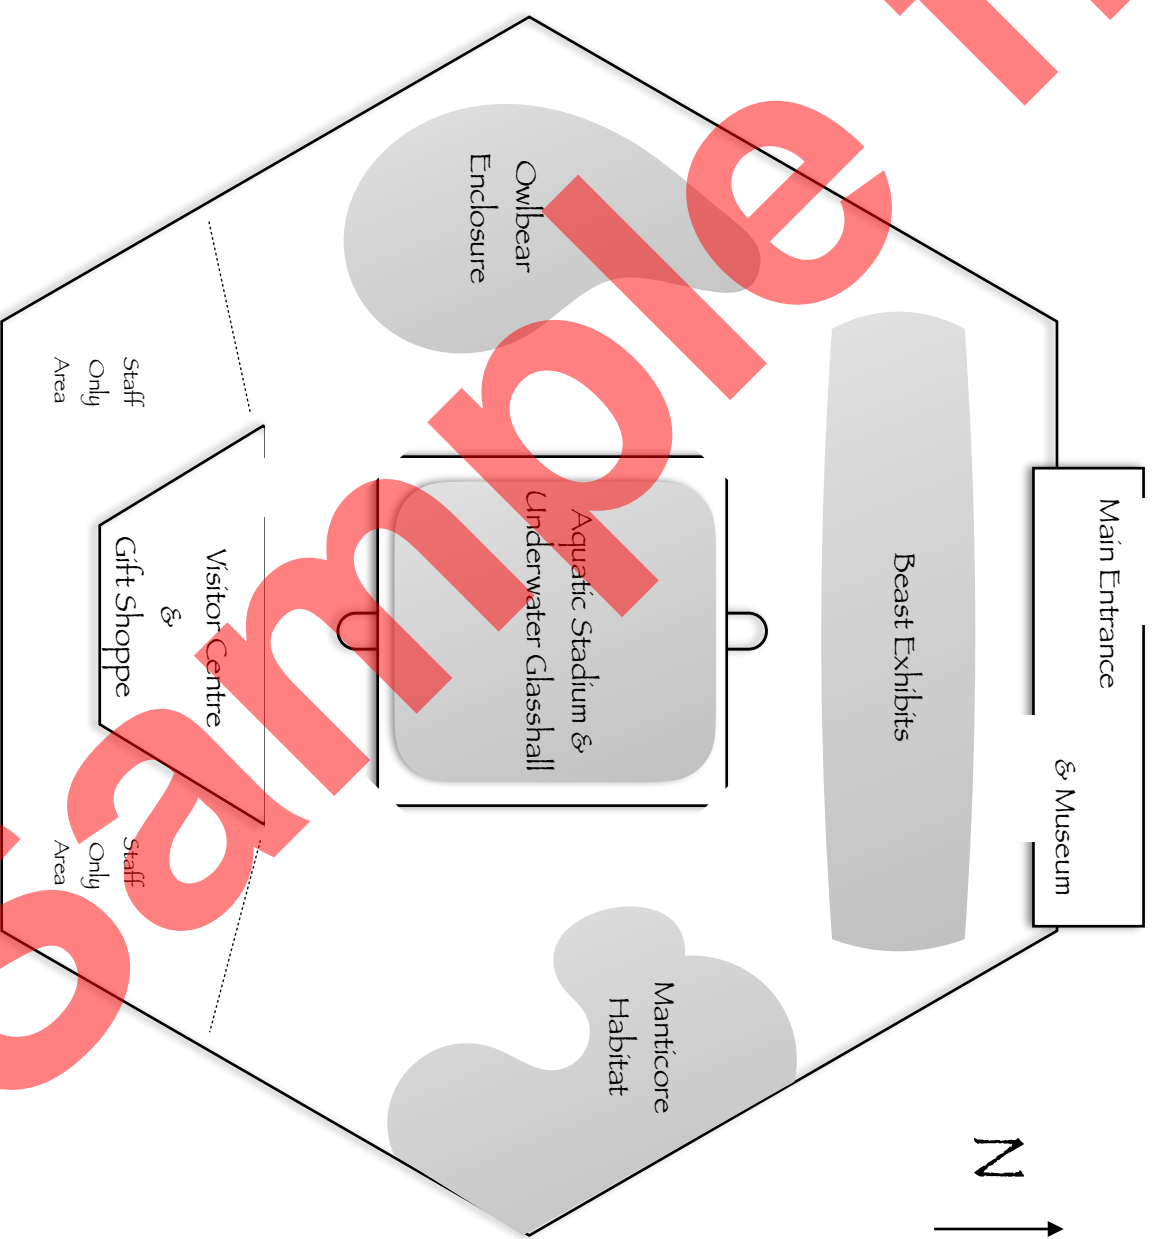 Main Entrance
& Museum
N
Beast Exhibits
Owlbear
Enclosure
Aquatic Stadium &
Underwater Glasshall
Manticore
Habitat
Visitor Centre
&
Gift Shoppe
Staff
Only
Area
Staff
Only
Area
Sample